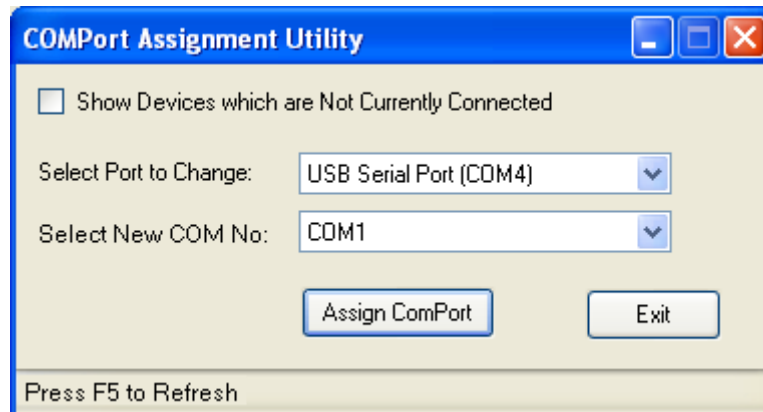 COMPort Assignment Utility
Show Devices which are Not Currently Connected
Select Port to Change: USB Serial Port (COM4)
Select New COM No: COM1
Assign ComPort Exit
Press F5 to Refresh